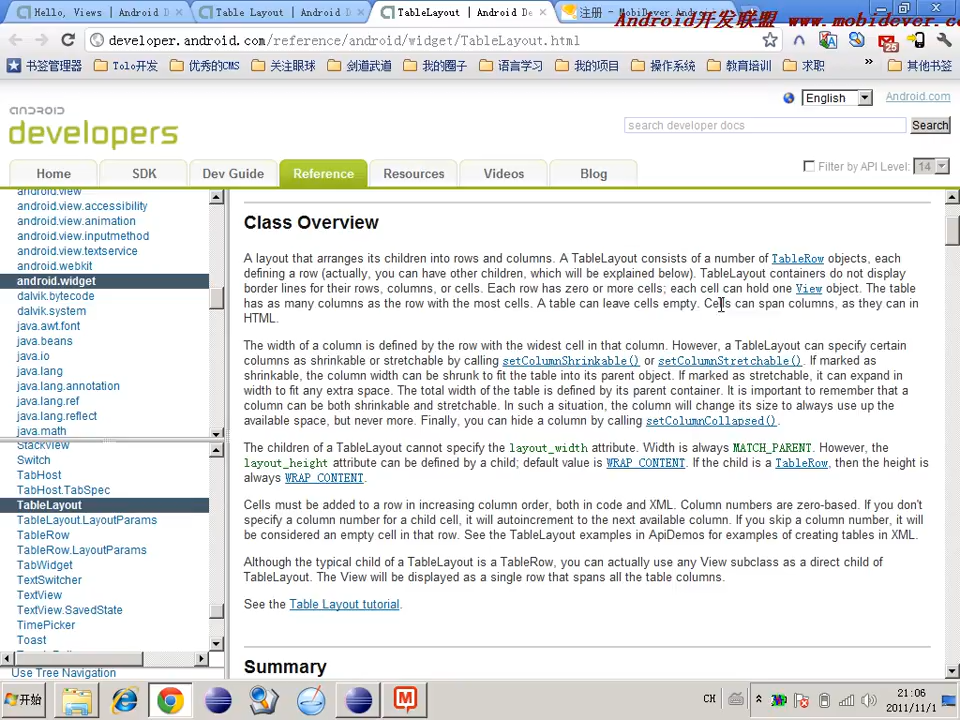 Hello, Views | Android D
Table Layout | Android D
TableLayout | Android De
注册 - MobiDever.An
Android开发联盟 www.mobidever.co
developer.android.com/reference/android/widget/TableLayout.html
25
书签管理器 Tolo开发 优秀的CMS 关注眼球 剑道武道 我的圈子 语言学习 我的项目 操作系统 教育培训 求职 » 其他书签
English Android.com
android
developers
search developer docs Search
Home SDK Dev Guide Reference Resources Videos Blog
Filter by API Level: 14
android.view
android.view.accessibility
android.view.animation
android.view.inputmethod
android.view.textservice
android.webkit
android.widget
dalvik.bytecode
dalvik.system
java.awt.font
java.beans
java.io
java.lang
java.lang.annotation
java.lang.ref
java.lang.reflect
java.math
StackView
Switch
TabHost
TabHost.TabSpec
TableLayout
TableLayout.LayoutParams
TableRow
TableRow.LayoutParams
TabWidget
TextSwitcher
TextView
TextView.SavedState
TimePicker
Toast
Use Tree Navigation
Class Overview
A layout that arranges its children into rows and columns. A TableLayout consists of a number of TableRow objects, each
defining a row (actually, you can have other children, which will be explained below). TableLayout containers do not display
border lines for their rows, columns, or cells. Each row has zero or more cells; each cell can hold one View object. The table
has as many columns as the row with the most cells. A table can leave cells empty. Cells can span columns, as they can in
HTML.
The width of a column is defined by the row with the widest cell in that column. However, a TableLayout can specify certain
columns as shrinkable or stretchable by calling setColumnShrinkable() or setColumnStretchable(). If marked as
shrinkable, the column width can be shrunk to fit the table into its parent object. If marked as stretchable, it can expand in
width to fit any extra space. The total width of the table is defined by its parent container. It is important to remember that a
column can be both shrinkable and stretchable. In such a situation, the column will change its size to always use up the
available space, but never more. Finally, you can hide a column by calling setColumnCollapsed().
The children of a TableLayout cannot specify the layout_width attribute. Width is always MATCH_PARENT. However, the
layout_height attribute can be defined by a child; default value is WRAP_CONTENT. If the child is a TableRow, then the height is
always WRAP_CONTENT.
Cells must be added to a row in increasing column order, both in code and XML. Column numbers are zero-based. If you don't
specify a column number for a child cell, it will autoincrement to the next available column. If you skip a column number, it will
be considered an empty cell in that row. See the TableLayout examples in ApiDemos for examples of creating tables in XML.
Although the typical child of a TableLayout is a TableRow, you can actually use any View subclass as a direct child of
TableLayout. The View will be displayed as a single row that spans all the table columns.
See the Table Layout tutorial.
Summary
开始
CH
21:06
2011/11/1